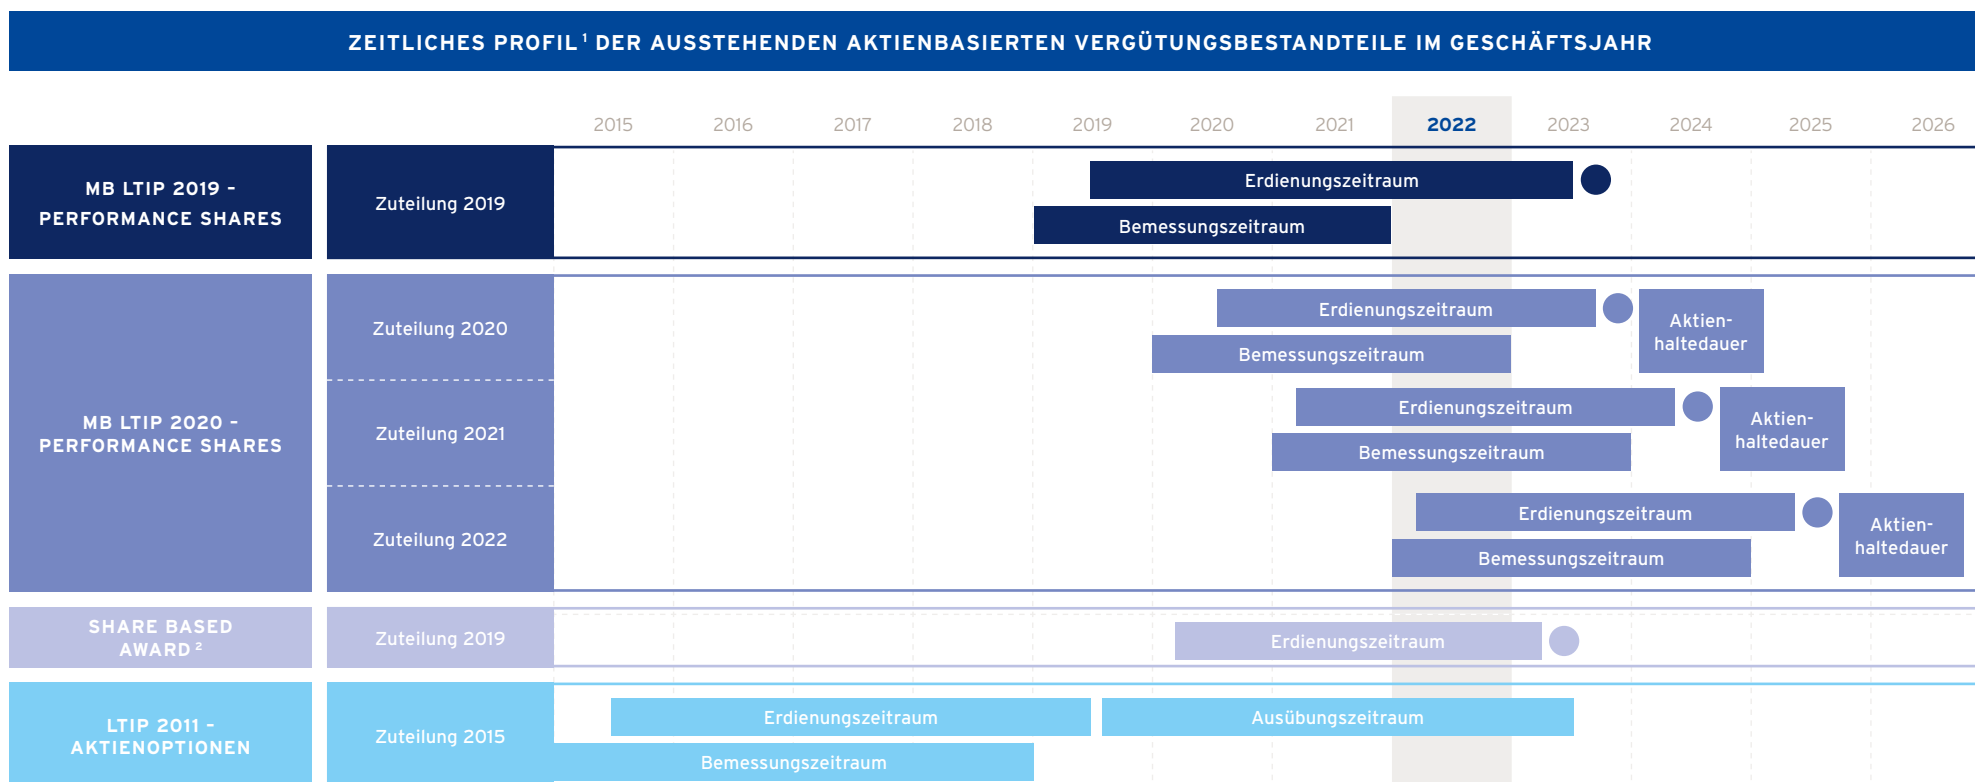 ZEITLICHES PROFIL¹ DER AUSSTEHENDEN AKTIENBASIERTEN VERGÜTUNGSBESTANDTEILE IM GESCHÄFTSJAHR
2015 2016 2017 2018 2019 2020 2021 2022 2023 2024 2025 2026
MB LTIP 2019 –
PERFORMANCE SHARES
Zuteilung 2019
Erdienungszeitraum
Bemessungszeitraum
MB LTIP 2020 –
PERFORMANCE SHARES
Zuteilung 2020
Erdienungszeitraum
Bemessungszeitraum
Aktien-
haltedauer
Zuteilung 2021
Erdienungszeitraum
Bemessungszeitraum
Aktien-
haltedauer
Zuteilung 2022
Erdienungszeitraum
Bemessungszeitraum
Aktien-
haltedauer
SHARE BASED
AWARD²
Zuteilung 2019
Erdienungszeitraum
LTIP 2011 –
AKTIENOPTIONEN
Zuteilung 2015
Erdienungszeitraum
Ausübungszeitraum
Bemessungszeitraum